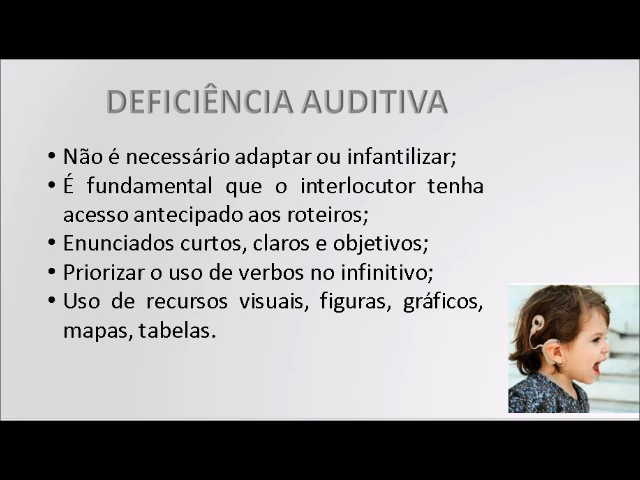 DEFICIÊNCIA AUDITIVA
• Não é necessário adaptar ou infantilizar;
• É fundamental que o interlocutor tenha
acesso antecipado aos roteiros;
• Enunciados curtos, claros e objetivos;
• Priorizar o uso de verbos no infinitivo;
• Uso de recursos visuais, figuras, gráficos,
mapas, tabelas.